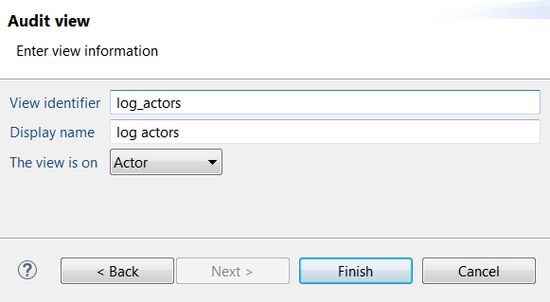 Audit view
Enter view information
View identifier log_actors
Display name log actors
The view is on Actor
? < Back Next > Finish Cancel